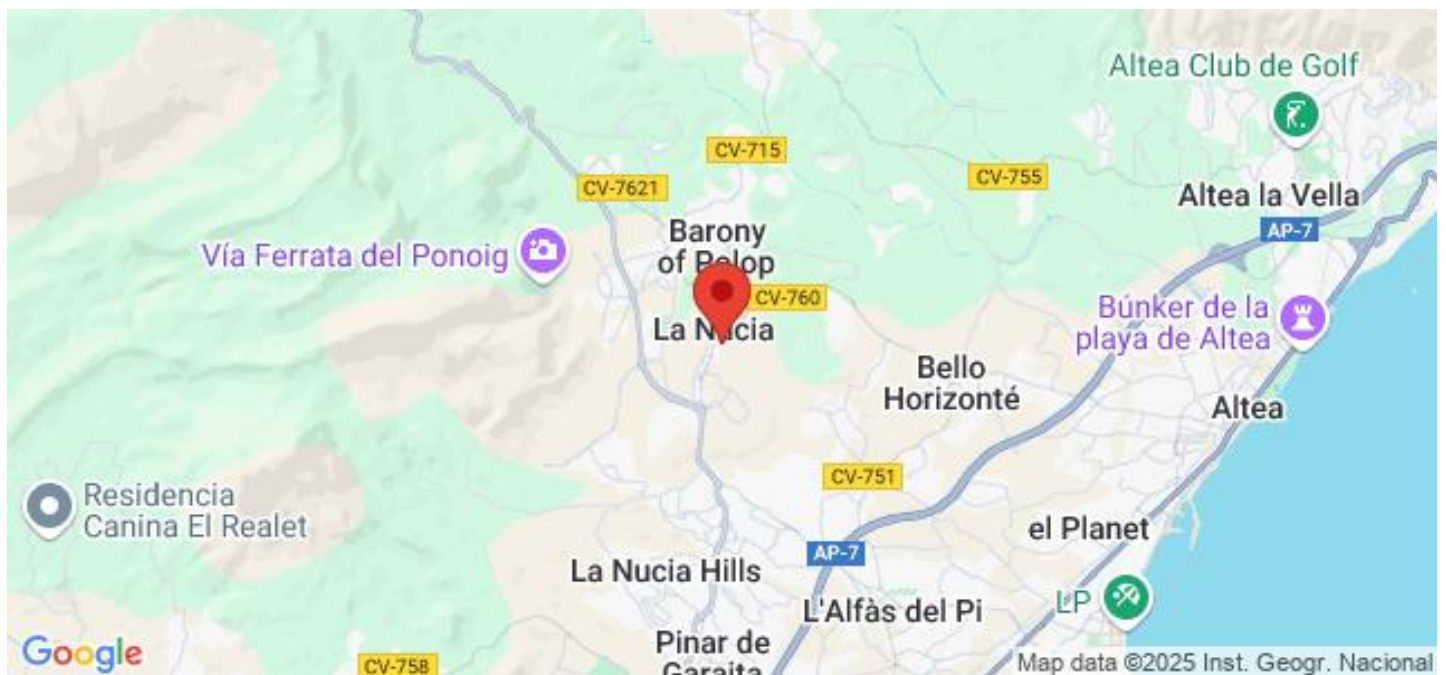 Altea Club de Golf
CV-715
CV-755
CV-7621
Altea la Vella
AP-7
Barony
of Polop
Vía Ferrata del Ponoig
CV-760
Búnker de la
playa de Altea
La Nucia
Bello
Horizonté
Altea
CV-751
Residencia
Canina El Realet
el Planet
AP-7
La Nucia Hills
L'Alfàs del Pi
LP
Pinar de
Garaita
Google
CV-758
Map data ©2025 Inst. Geogr. Nacional